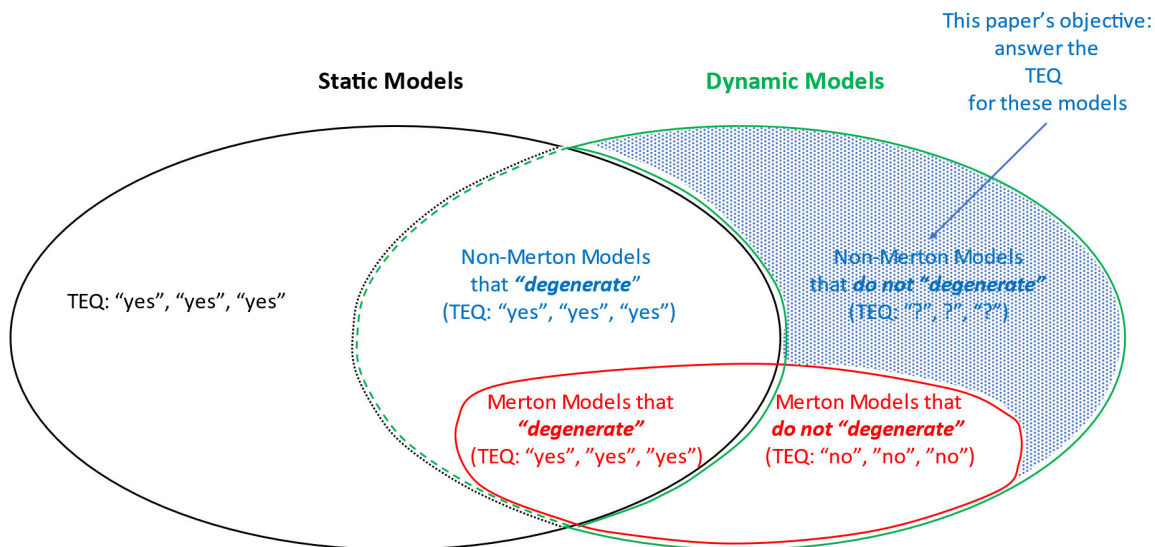 This paper’s objective:
answer the
TEQ
for these models
Static Models
Dynamic Models
TEQ: “yes”, “yes”, “yes”
Non-Merton Models
that “degenerate”
(TEQ: “yes”, “yes”, “yes”)
Non-Merton Models
that do not “degenerate”
(TEQ: “?”, ?”, “?”)
Merton Models that
“degenerate”
(TEQ: “yes”, ”yes”, ”yes”)
Merton Models that
do not “degenerate”
(TEQ: “no”, ”no”, ”no”)